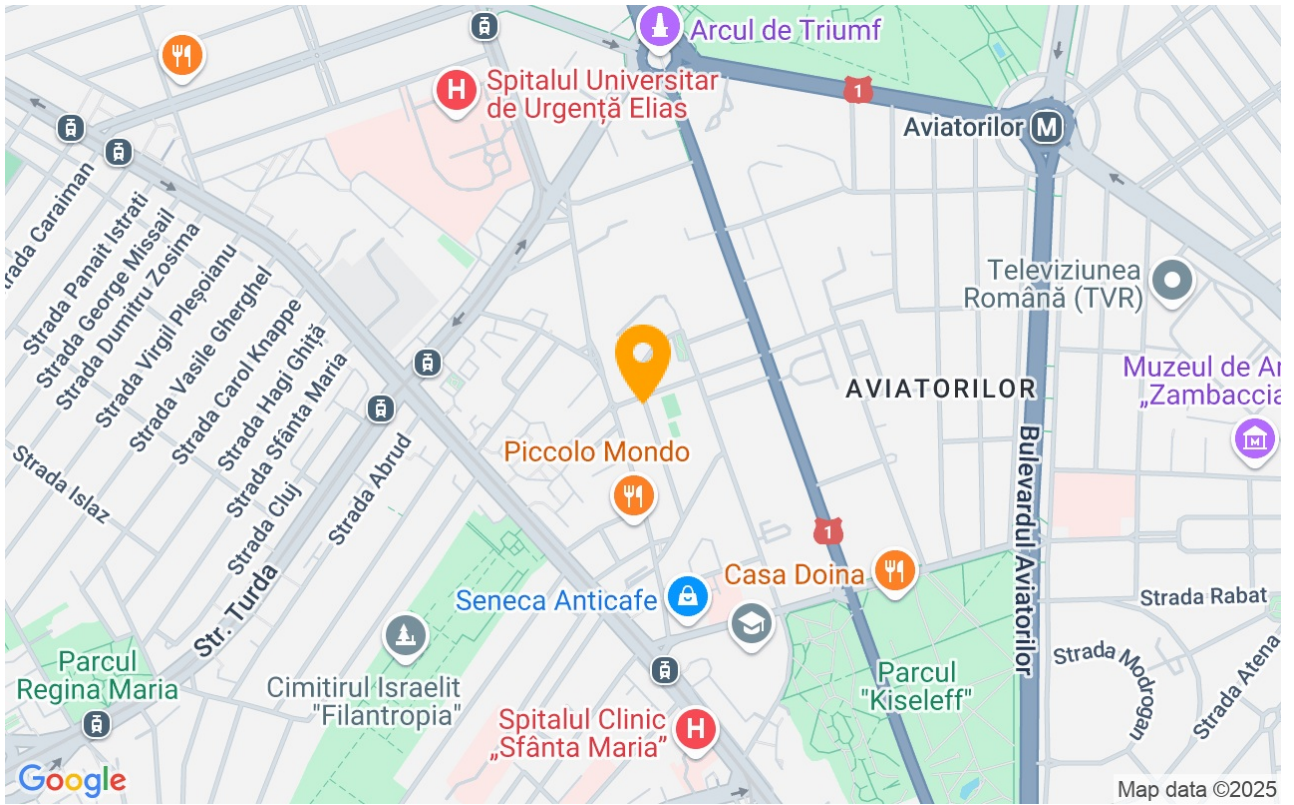 Arcul de Triumf
Spitalul Universitar
de Urgență Elias
H
1
Aviatorilor
M
Strada Caraiman
Strada Panait Istrati
Strada George Missail
Strada Dumitru Zosima
Strada Virgil Pleșoianu
Strada Vasile Gherghel
Strada Carol Knappe
Strada Hagi Ghiță
Strada Sfânta Maria
Strada Cluj
Strada Abrud
Strada Islaz
Str. Turda
Televiziunea
Română (TVR)
Muzeul de Ar
„Zambaccia
M
AVIATORILOR
Bulevardul Aviatorilor
Piccolo Mondo
1
Casa Doina
Seneca Anticafe
Strada Rabat
Strada Modrogan
Strada Atena
Parcul
Regina Maria
Cimitirul Israelit
"Filantropia"
Parcul
"Kiseleff"
Spitalul Clinic
„Sfânta Maria”
H
Google
Map data ©2025